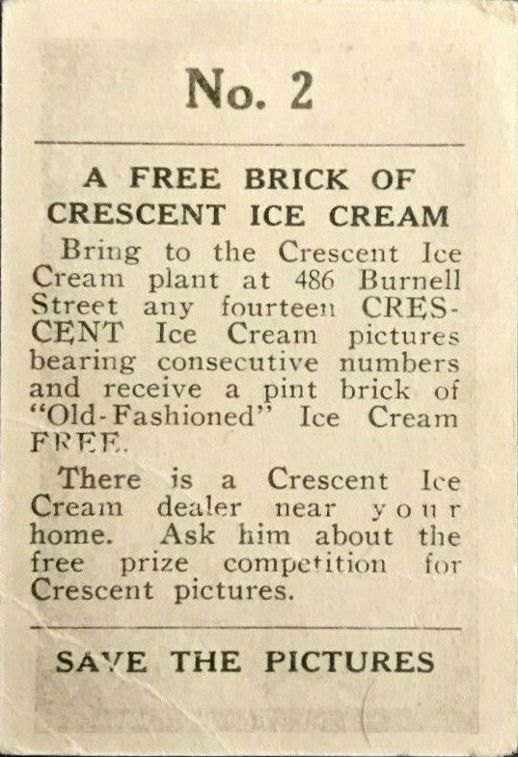 No. 2
A FREE BRICK OF
CRESCENT ICE CREAM
Bring to the Crescent Ice
Cream plant at 486 Burnell
Street any fourteen CRES-
CENT Ice Cream pictures
bearing consecutive numbers
and receive a pint brick of
"Old-Fashioned" Ice Cream
FREE.
There is a Crescent Ice
Cream dealer near your
home. Ask him about the
free prize competition for
Crescent pictures.
SAVE THE PICTURES